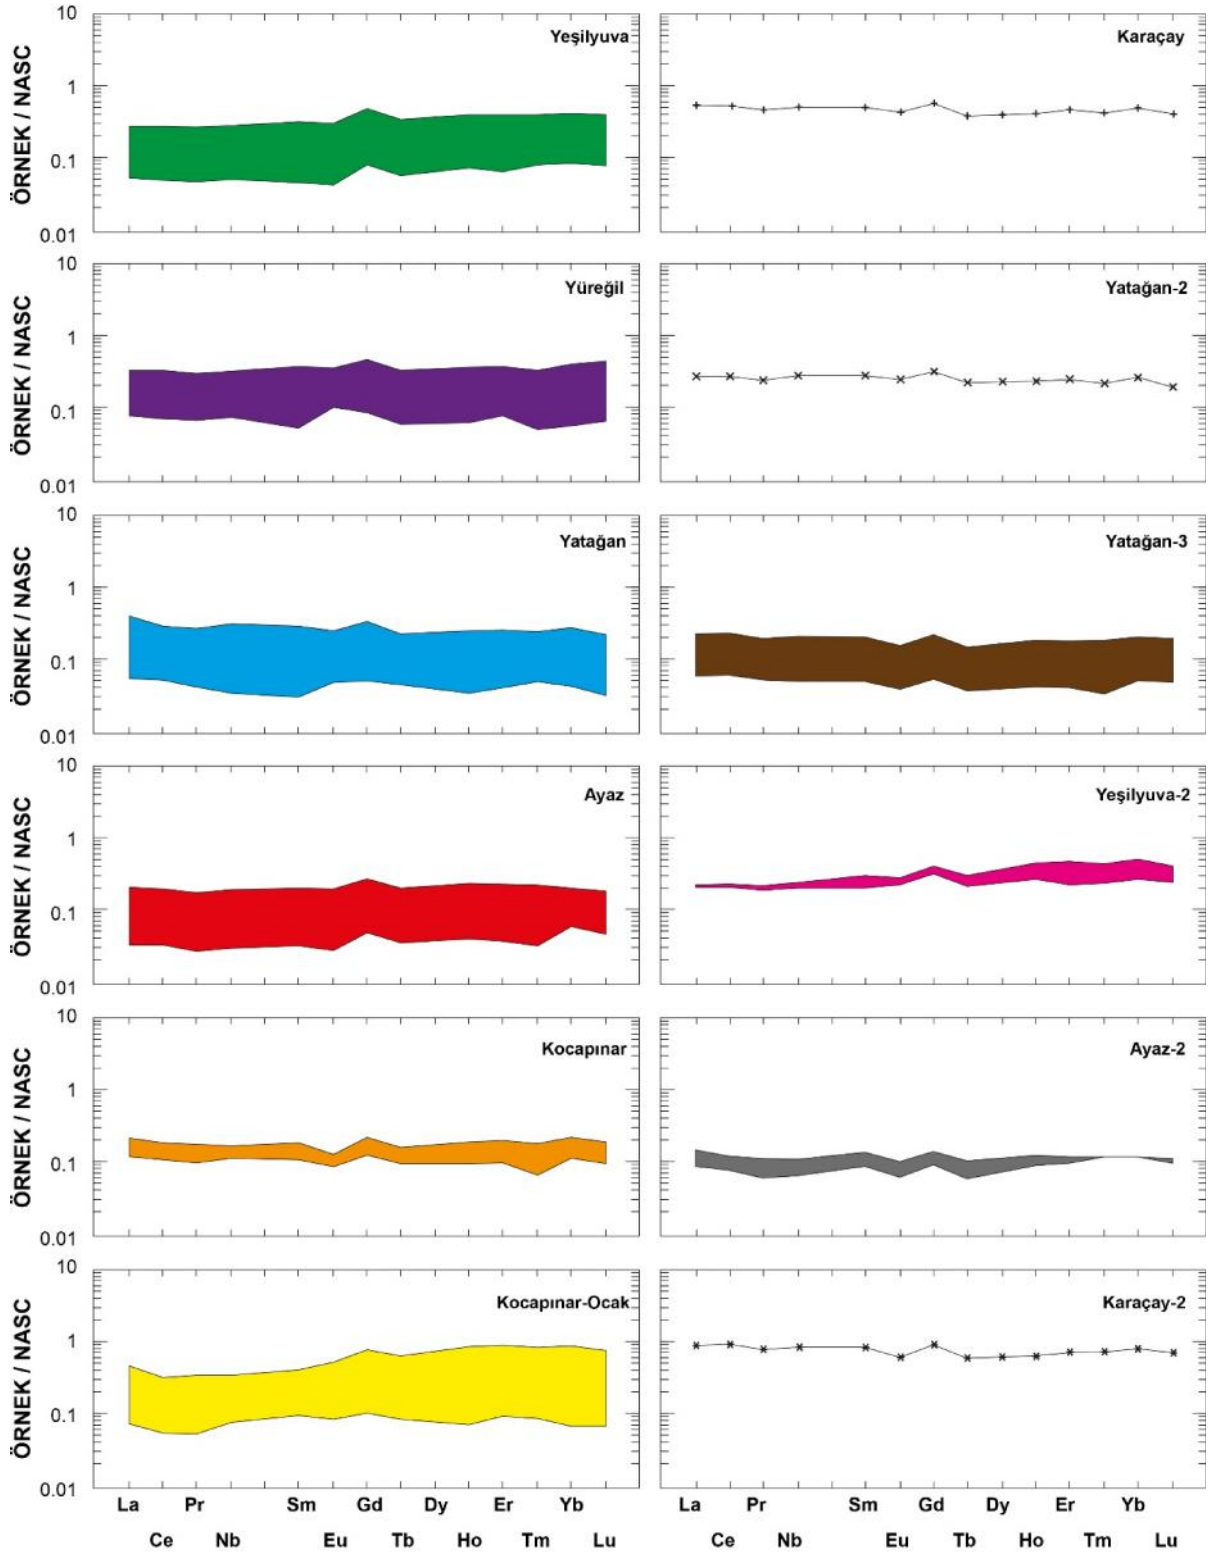 10
1
0.1
0.01
ÖRNEK / NASC
Yeşilyuva
Karaçay
10
1
0.1
0.01
ÖRNEK / NASC
Yüreğil
Yatağan-2
10
1
0.1
0.01
ÖRNEK / NASC
Yatağan
Yatağan-3
10
1
0.1
0.01
ÖRNEK / NASC
Ayaz
Yeşilyuva-2
10
1
0.1
0.01
ÖRNEK / NASC
Kocapınar
Ayaz-2
10
1
0.1
0.01
ÖRNEK / NASC
Kocapınar-Ocak
Karaçay-2
La Pr Sm Gd Dy Er Yb La Pr Sm Gd Dy Er Yb
Ce Nb Eu Tb Ho Tm Lu Ce Nb Eu Tb Ho Tm Lu